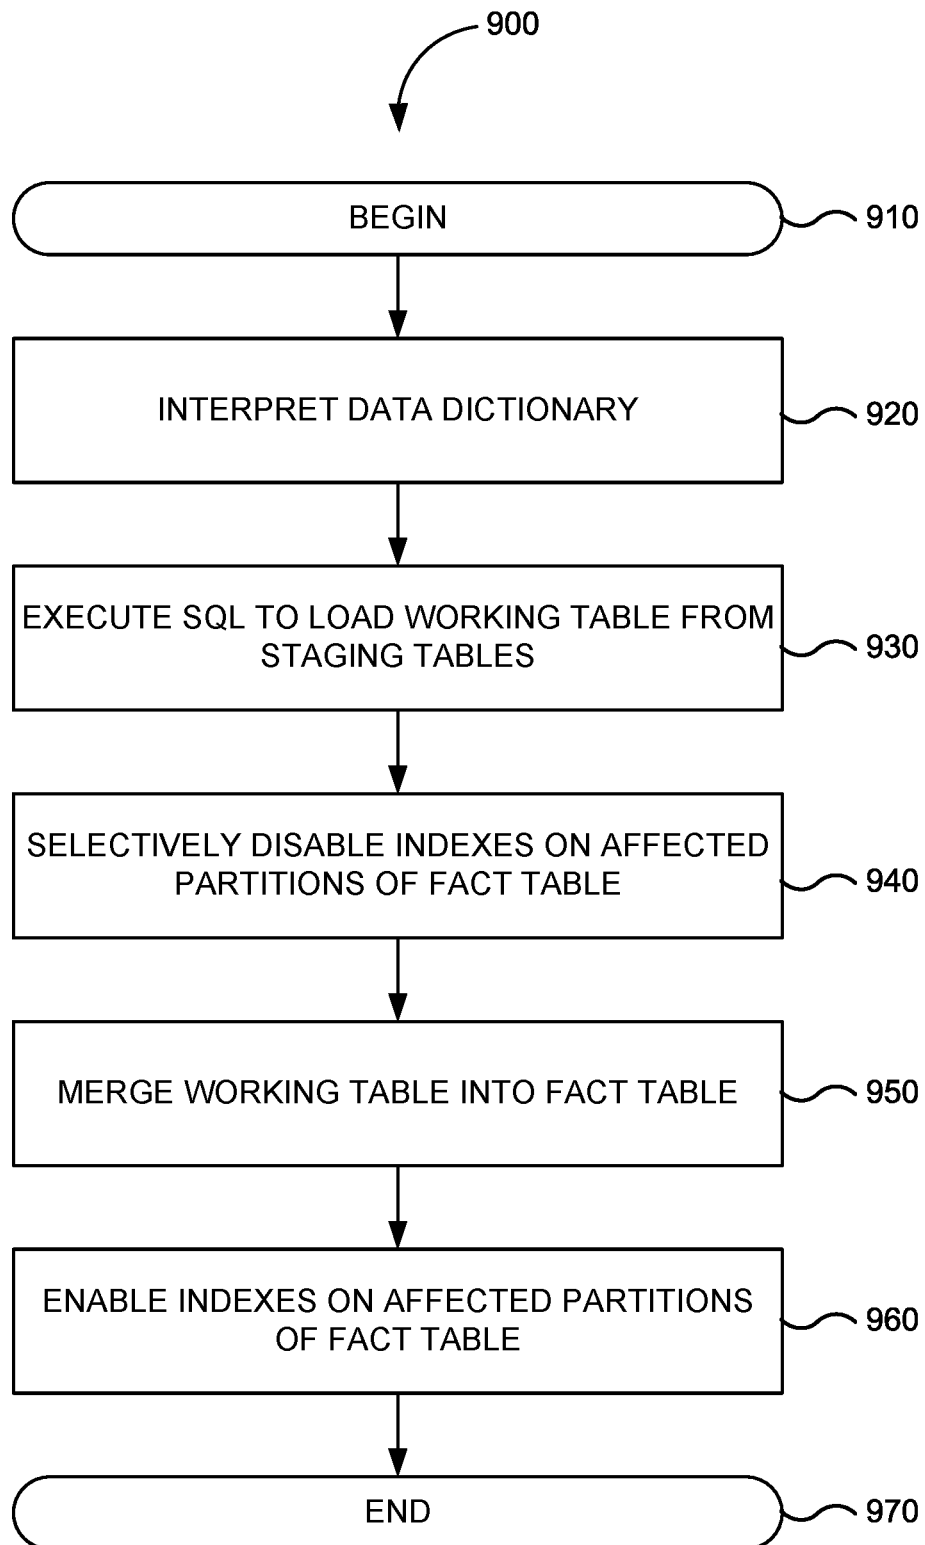 900
BEGIN
910
INTERPRET DATA DICTIONARY
920
EXECUTE SQL TO LOAD WORKING TABLE FROM
STAGING TABLES
930
SELECTIVELY DISABLE INDEXES ON AFFECTED
PARTITIONS OF FACT TABLE
940
MERGE WORKING TABLE INTO FACT TABLE
950
ENABLE INDEXES ON AFFECTED PARTITIONS
OF FACT TABLE
960
END
970